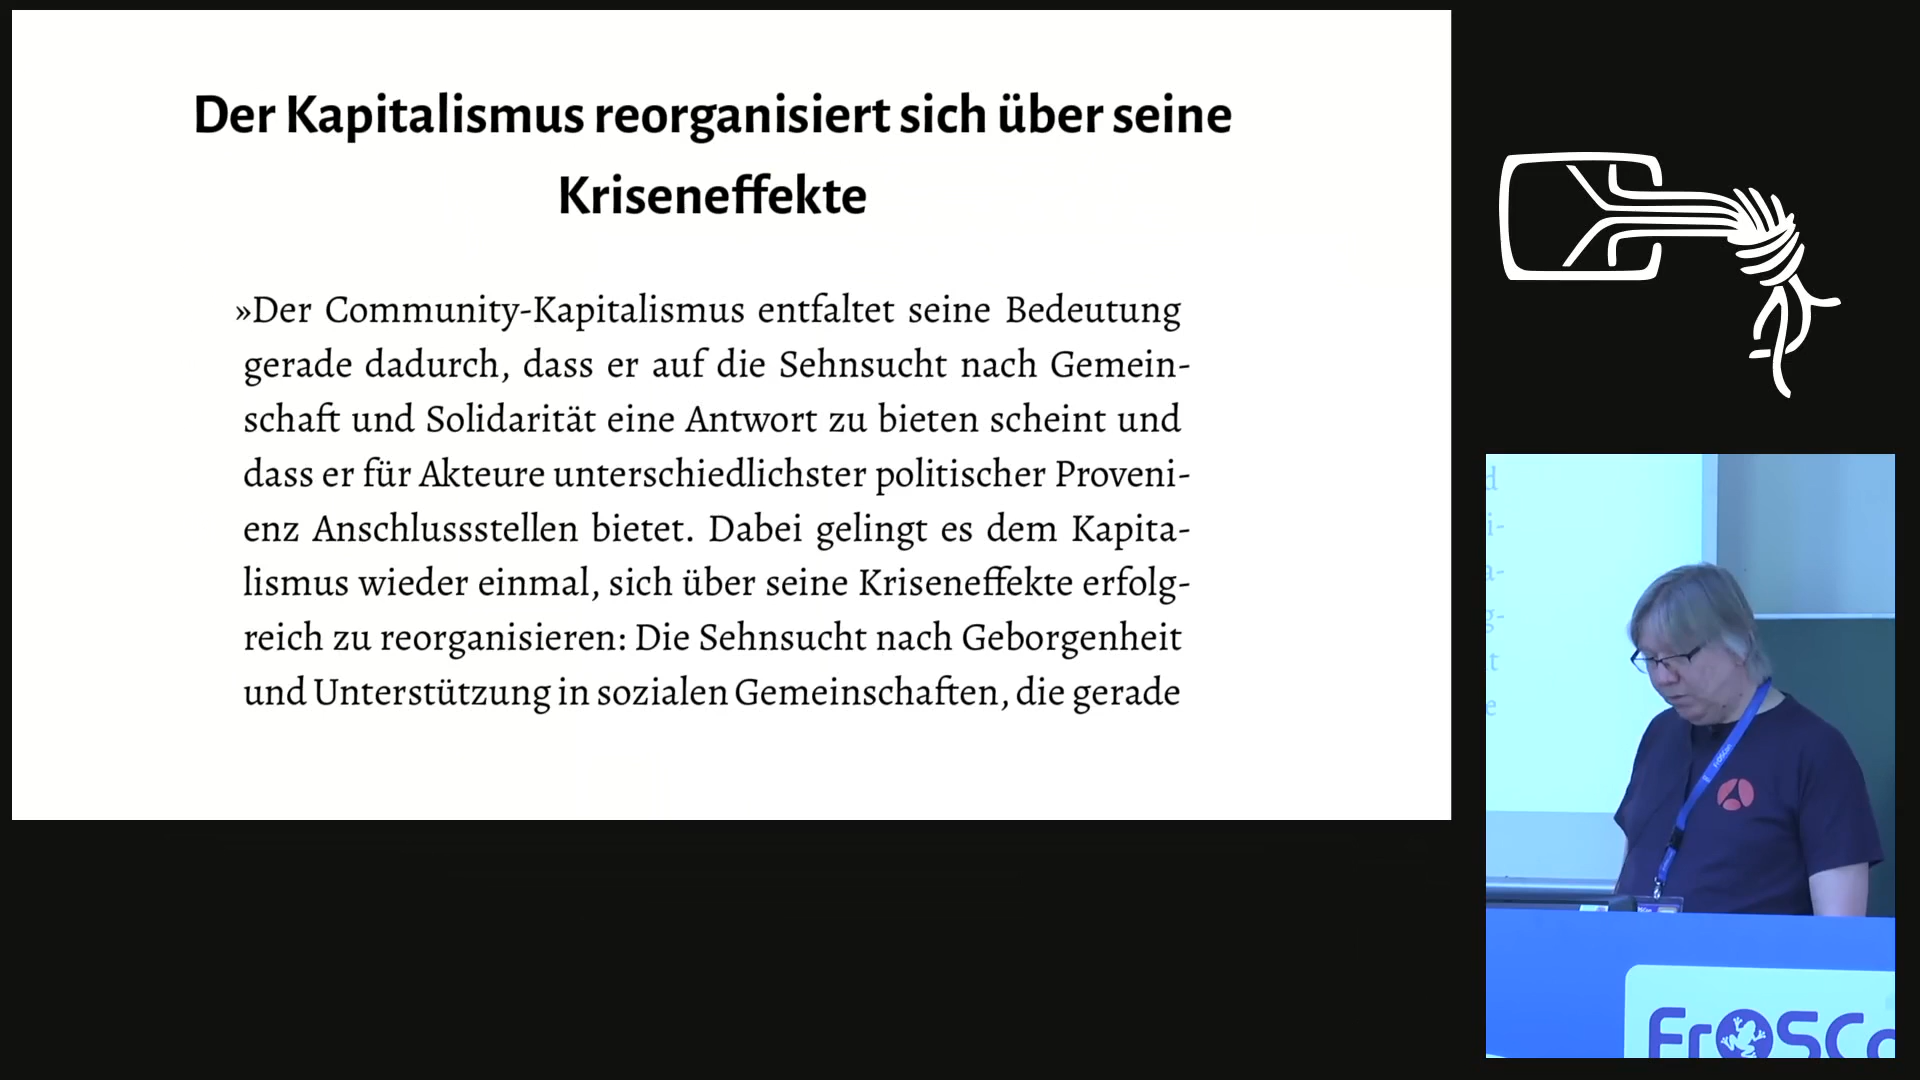 Der Kapitalismus reorganisiert sich über seine
Kriseneffekte
»Der Community-Kapitalismus entfaltet seine Bedeutung
gerade dadurch, dass er auf die Sehnsucht nach Gemein-
schaft und Solidarität eine Antwort zu bieten scheint und
dass er für Akteure unterschiedlichster politischer Proveni-
enz Anschlussstellen bietet. Dabei gelingt es dem Kapita-
lismus wieder einmal, sich über seine Kriseneffekte erfolg-
reich zu reorganisieren: Die Sehnsucht nach Geborgenheit
und Unterstützung in sozialen Gemeinschaften, die gerade
d
i-
a-
g-
t
e
FrOSCon
FrOSCo